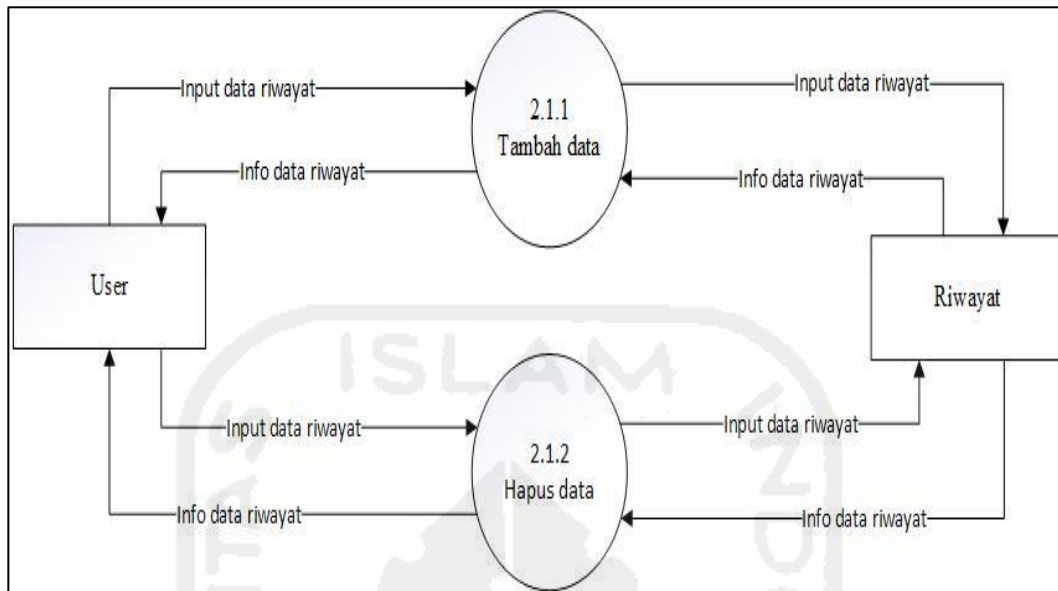 Input data riwayat
Input data riwayat
2.1.1
Tambah data
Info data riwayat
Info data riwayat
User
Riwayat
ISLAM
Input data riwayat
Input data riwayat
2.1.2
Hapus data
Info data riwayat
Info data riwayat